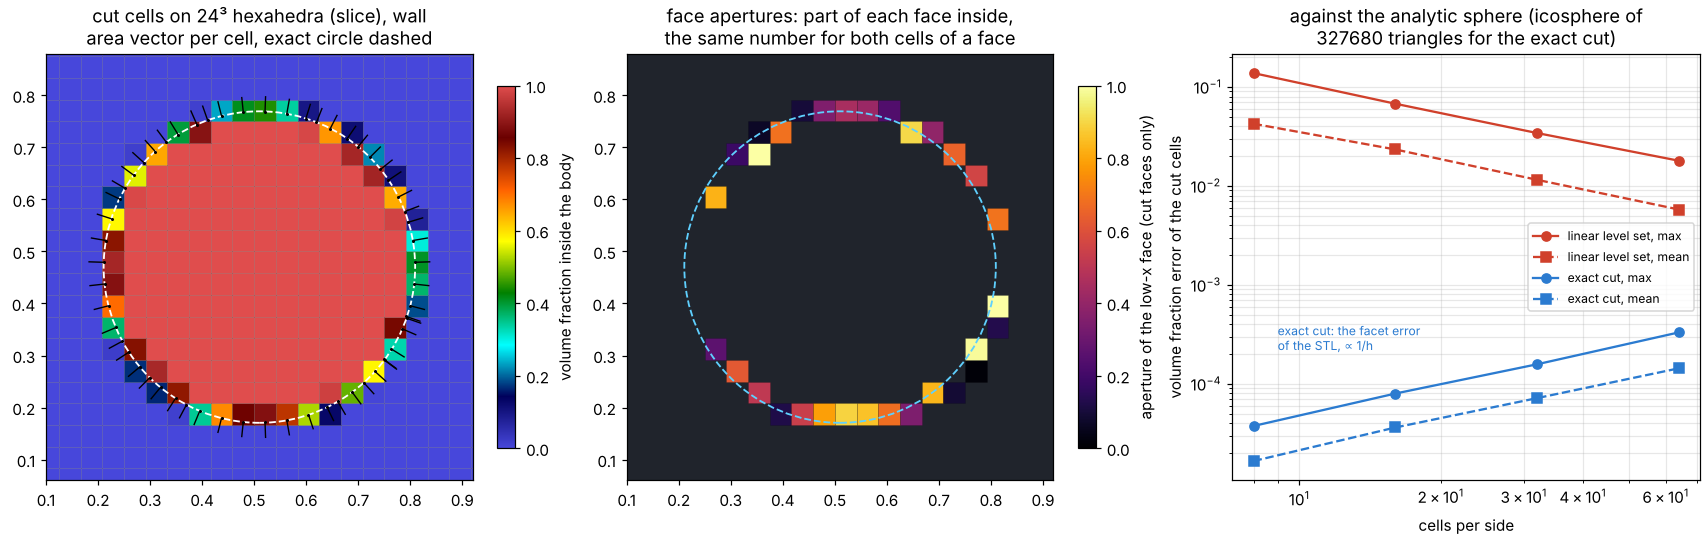 cut cells on 24³ hexahedra (slice), wall
area vector per cell, exact circle dashed
0.8
0.7
0.6
0.5
0.4
0.3
0.2
0.1
0.1 0.2 0.3 0.4 0.5 0.6 0.7 0.8 0.9
1.0
0.8
0.6
0.4
0.2
0.0
volume fraction inside the body
face apertures: part of each face inside,
the same number for both cells of a face
0.8
0.7
0.6
0.5
0.4
0.3
0.2
0.1
0.1 0.2 0.3 0.4 0.5 0.6 0.7 0.8 0.9
1.0
0.8
0.6
0.4
0.2
0.0
aperture of the low-x face (cut faces only)
against the analytic sphere (icosphere of
327680 triangles for the exact cut)
volume fraction error of the cut cells
10⁻¹
10⁻²
10⁻³
10⁻⁴
linear level set, max
linear level set, mean
exact cut, max
exact cut, mean
exact cut: the facet error
of the STL, ∝ 1/h
10¹ 2 × 10¹ 3 × 10¹ 4 × 10¹ 6 × 10¹
cells per side